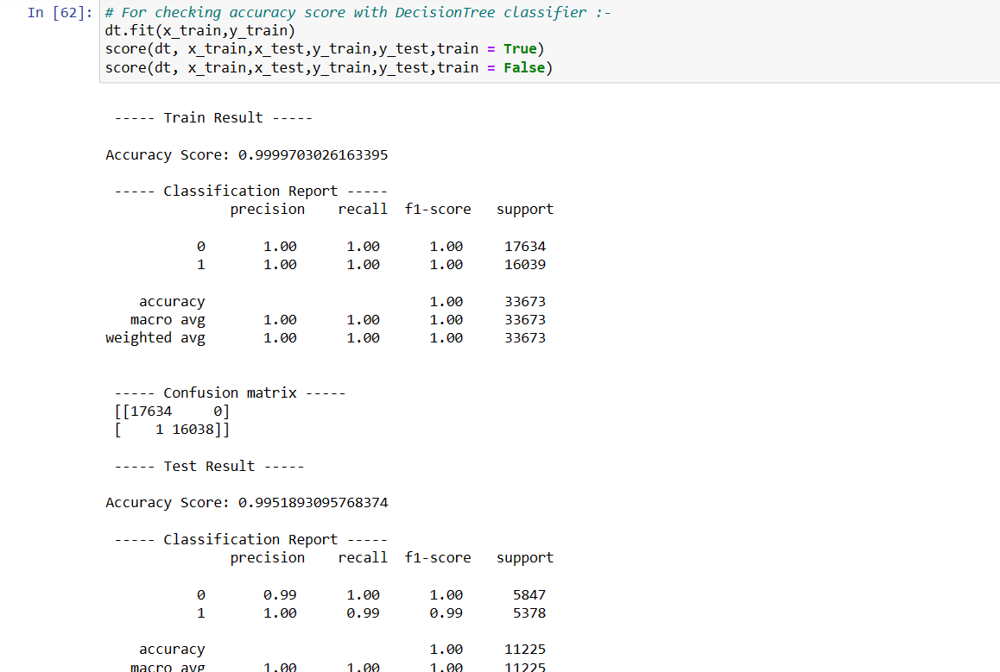 In [62]: # For checking accuracy score with DecisionTree classifier :-
dt.fit(x_train,y_train)
score(dt, x_train,x_test,y_train,y_test,train = True)
score(dt, x_train,x_test,y_train,y_test,train = False)
----- Train Result -----
Accuracy Score: 0.9999703026163395
----- Classification Report -----
precision recall f1-score support
0 1.00 1.00 1.00 17634
1 1.00 1.00 1.00 16039
accuracy 1.00 33673
macro avg 1.00 1.00 1.00 33673
weighted avg 1.00 1.00 1.00 33673
----- Confusion matrix -----
[[17634 0]
[ 1 16038]]
----- Test Result -----
Accuracy Score: 0.9951893095768374
----- Classification Report -----
precision recall f1-score support
0 0.99 1.00 1.00 5847
1 1.00 0.99 0.99 5378
accuracy 1.00 11225
macro avg 1.00 1.00 1.00 11225